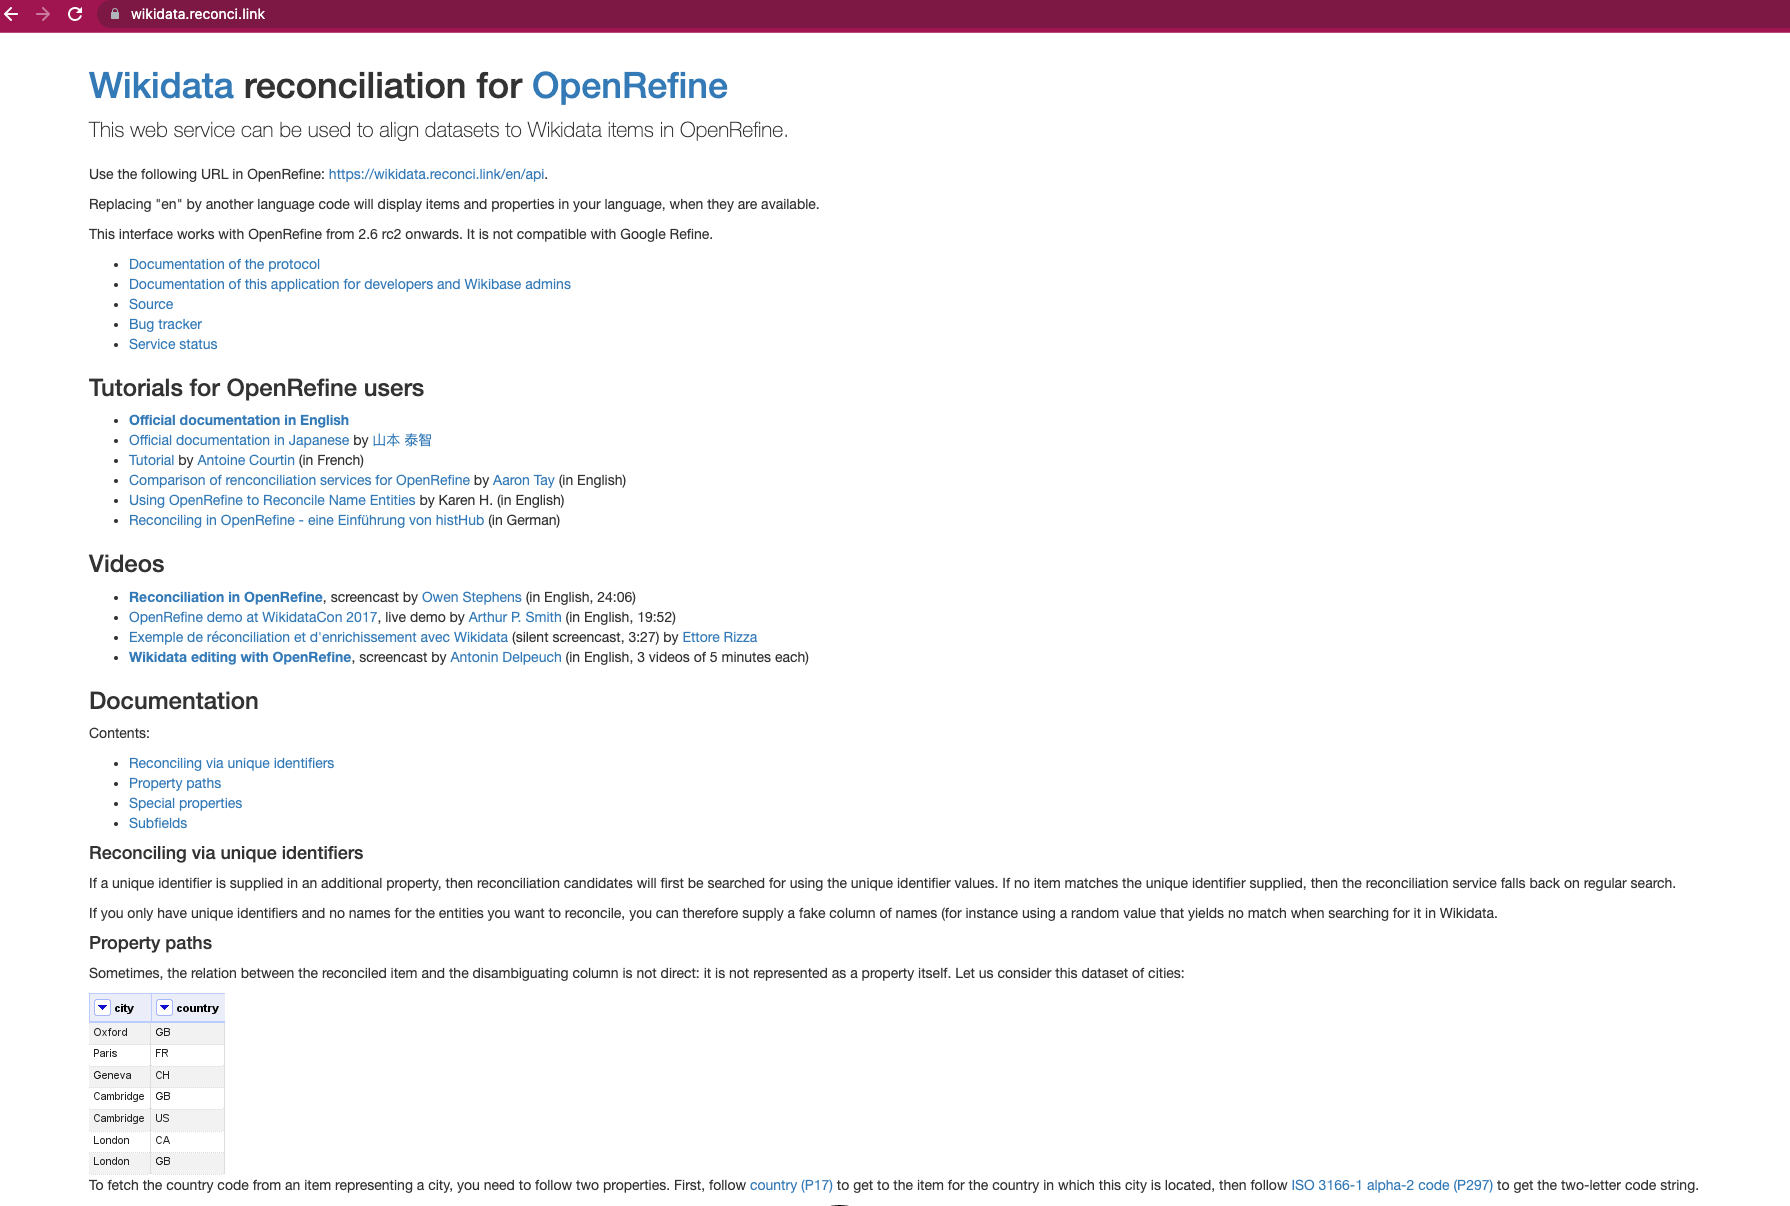 wikidata.reconci.link
Wikidata reconciliation for OpenRefine
This web service can be used to align datasets to Wikidata items in OpenRefine.
Use the following URL in OpenRefine: https://wikidata.reconci.link/en/api.
Replacing "en" by another language code will display items and properties in your language, when they are available.
This interface works with OpenRefine from 2.6 rc2 onwards. It is not compatible with Google Refine.
• Documentation of the protocol
• Documentation of this application for developers and Wikibase admins
• Source
• Bug tracker
• Service status
Tutorials for OpenRefine users
• Official documentation in English
• Official documentation in Japanese by 山本 泰智
• Tutorial by Antoine Courtin (in French)
• Comparison of renconciliation services for OpenRefine by Aaron Tay (in English)
• Using OpenRefine to Reconcile Name Entities by Karen H. (in English)
• Reconciling in OpenRefine - eine Einführung von histHub (in German)
Videos
• Reconciliation in OpenRefine, screencast by Owen Stephens (in English, 24:06)
• OpenRefine demo at WikidataCon 2017, live demo by Arthur P. Smith (in English, 19:52)
• Exemple de réconciliation et d'enrichissement avec Wikidata (silent screencast, 3:27) by Ettore Rizza
• Wikidata editing with OpenRefine, screencast by Antonin Delpeuch (in English, 3 videos of 5 minutes each)
Documentation
Contents:
• Reconciling via unique identifiers
• Property paths
• Special properties
• Subfields
Reconciling via unique identifiers
If a unique identifier is supplied in an additional property, then reconciliation candidates will first be searched for using the unique identifier values. If no item matches the unique identifier supplied, then the reconciliation service falls back on regular search.
If you only have unique identifiers and no names for the entities you want to reconcile, you can therefore supply a fake column of names (for instance using a random value that yields no match when searching for it in Wikidata.
Property paths
Sometimes, the relation between the reconciled item and the disambiguating column is not direct: it is not represented as a property itself. Let us consider this dataset of cities:
city country
Oxford GB
Paris FR
Geneva CH
Cambridge GB
Cambridge US
London CA
London GB
To fetch the country code from an item representing a city, you need to follow two properties. First, follow country (P17) to get to the item for the country in which this city is located, then follow ISO 3166-1 alpha-2 code (P297) to get the two-letter code string.